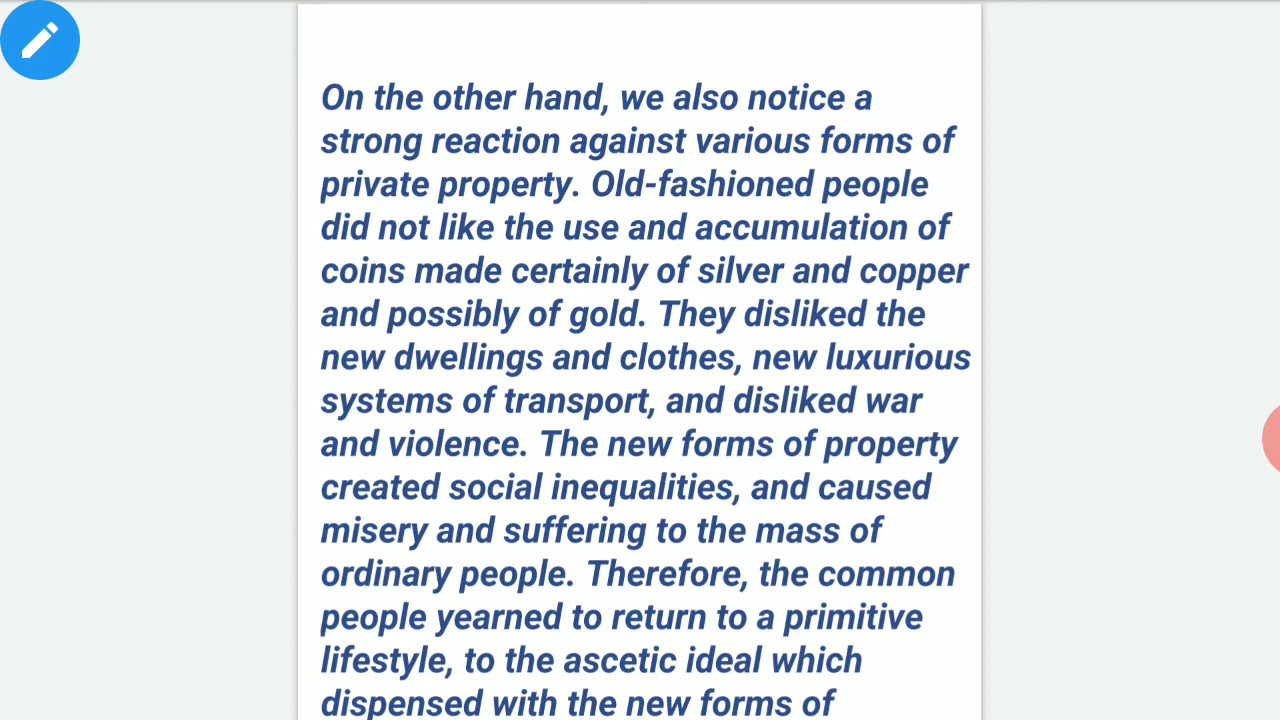 On the other hand, we also notice a
strong reaction against various forms of
private property. Old-fashioned people
did not like the use and accumulation of
coins made certainly of silver and copper
and possibly of gold. They disliked the
new dwellings and clothes, new luxurious
systems of transport, and disliked war
and violence. The new forms of property
created social inequalities, and caused
misery and suffering to the mass of
ordinary people. Therefore, the common
people yearned to return to a primitive
lifestyle, to the ascetic ideal which
dispensed with the new forms of